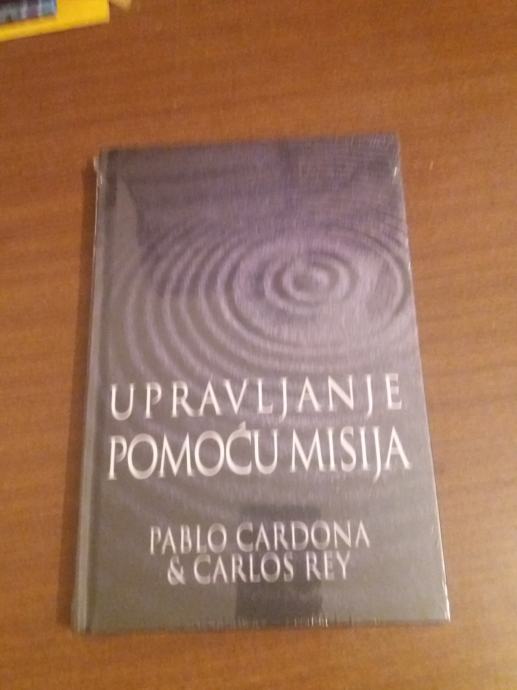 UPRAVLJANJE
POMOĆU MISIJA
PABLO CARDONA
& CARLOS REY